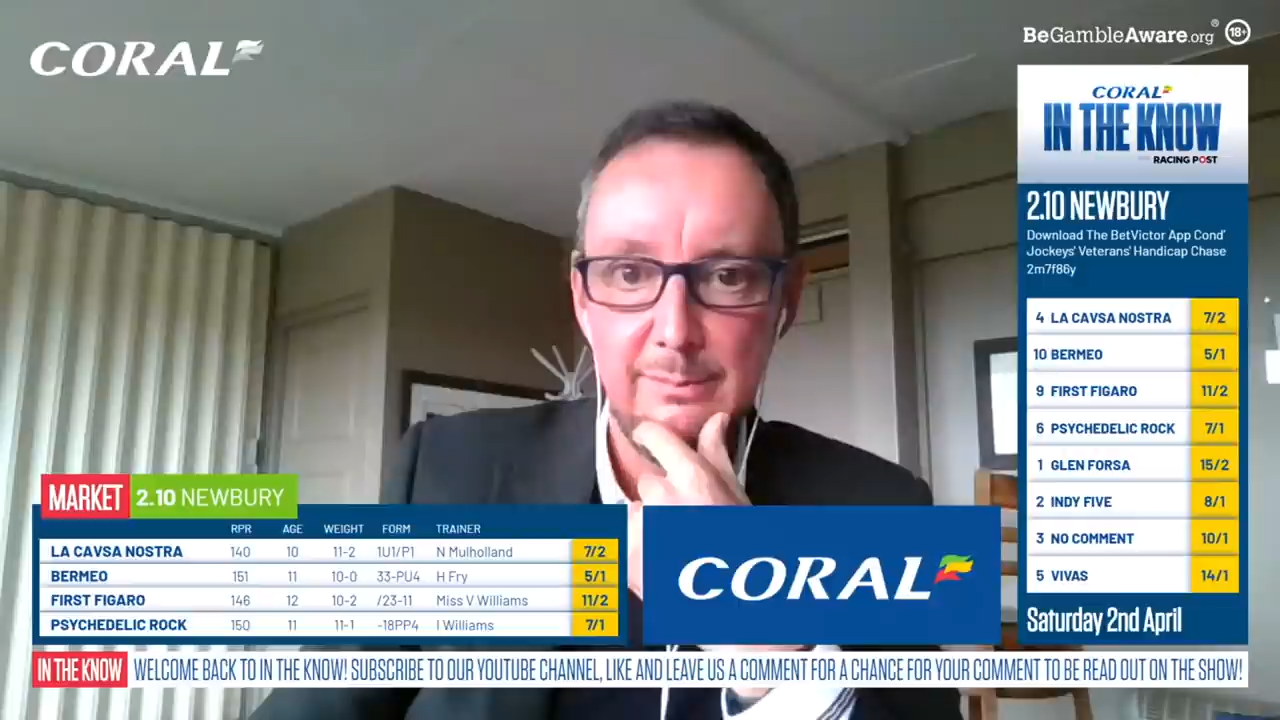 CORAL
BeGambleAware.org® 18+
CORAL
IN THE KNOW
RACING POST
2.10 NEWBURY
Download The BetVictor App Cond'
Jockeys' Veterans' Handicap Chase
2m7f86y
4 LA CAVSA NOSTRA 7/2
10 BERMEO 5/1
9 FIRST FIGARO 11/2
6 PSYCHEDELIC ROCK 7/1
1 GLEN FORSA 15/2
2 INDY FIVE 8/1
3 NO COMMENT 10/1
5 VIVAS 14/1
Saturday 2nd April
MARKET 2.10 NEWBURY
RPR AGE WEIGHT FORM TRAINER
LA CAVSA NOSTRA 140 10 11-2 1U1/P1 N Mulholland 7/2
BERMEO 151 11 10-0 33-PU4 H Fry 5/1
FIRST FIGARO 146 12 10-2 /23-11 Miss V Williams 11/2
PSYCHEDELIC ROCK 150 11 11-1 -18PP4 I Williams 7/1
CORAL
IN THE KNOW WELCOME BACK TO IN THE KNOW! SUBSCRIBE TO OUR YOUTUBE CHANNEL, LIKE AND LEAVE US A COMMENT FOR A CHANCE FOR YOUR COMMENT TO BE READ OUT ON THE SHOW!